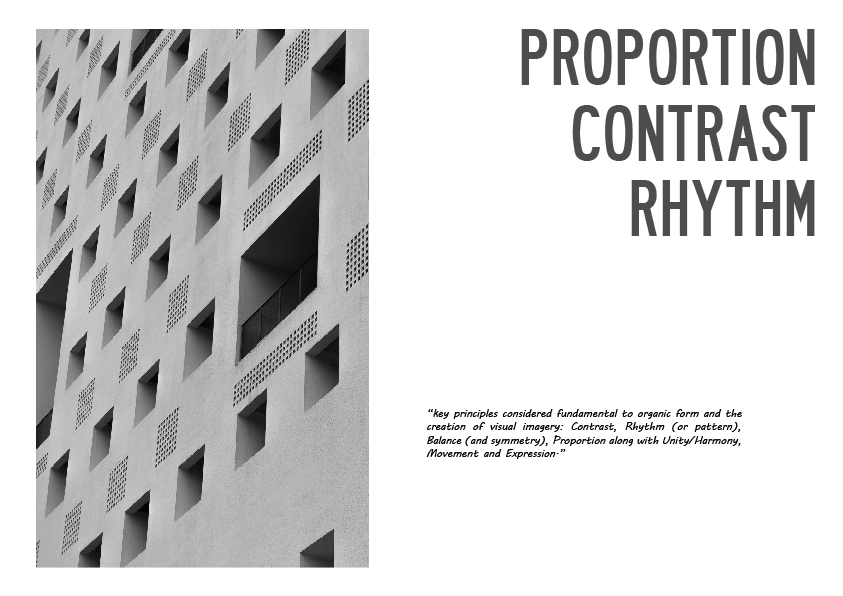 PROPORTION
CONTRAST
RHYTHM
“key principles considered fundamental to organic form and the
creation of visual imagery: Contrast, Rhythm (or pattern),
Balance (and symmetry), Proportion along with Unity/Harmony,
Movement and Expression.”